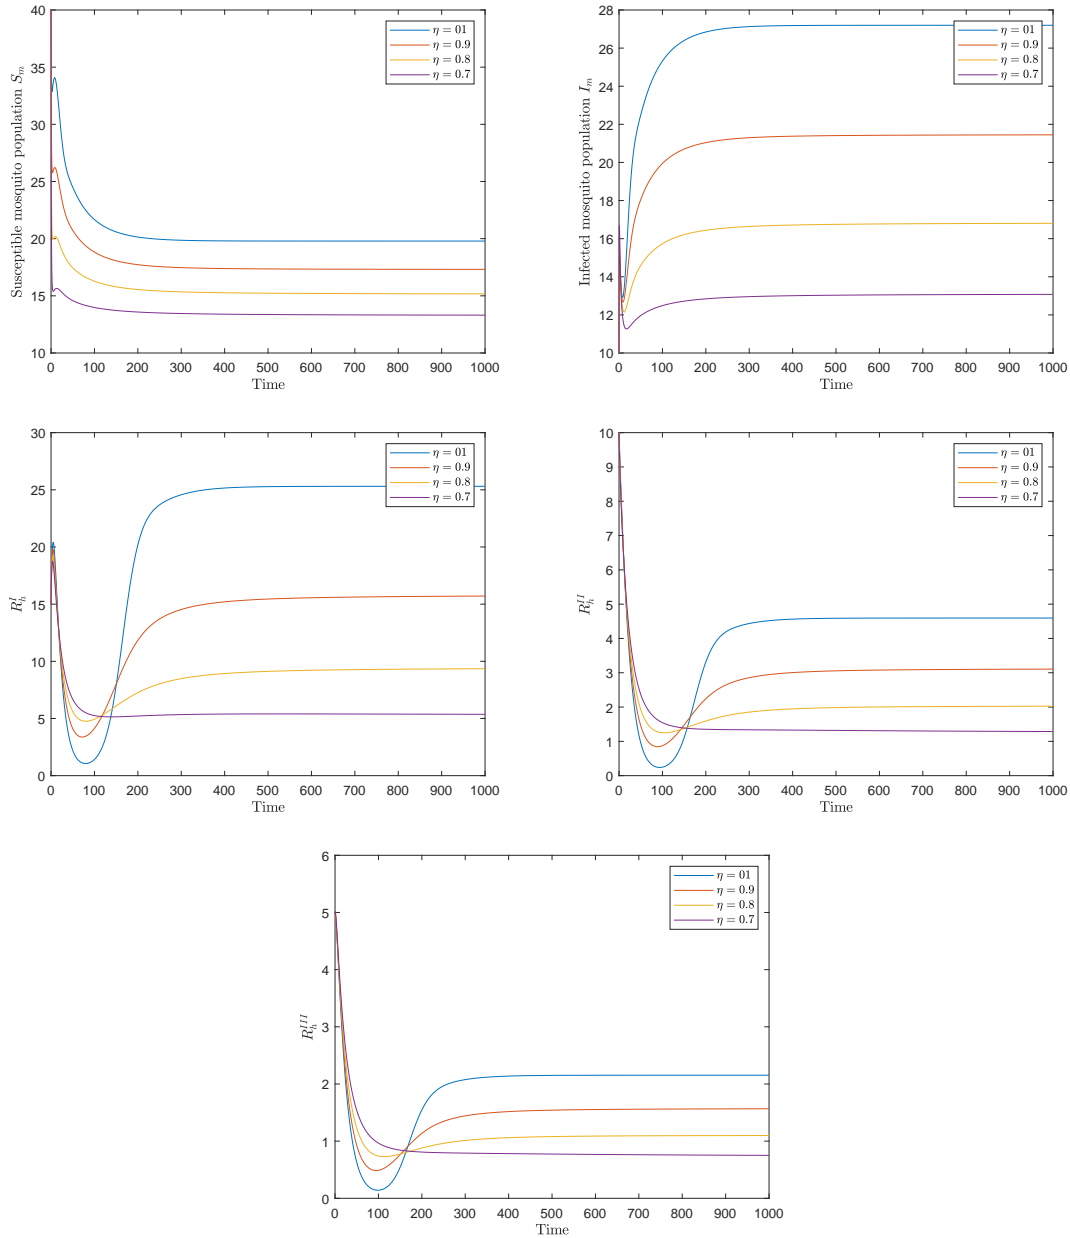 Susceptible mosquito population $S_m$
40
35
30
25
20
15
10
0 100 200 300 400 500 600 700 800 900 1000
Time
η = 01
η = 0.9
η = 0.8
η = 0.7
Infected mosquito population $I_m$
28
26
24
22
20
18
16
14
12
10
0 100 200 300 400 500 600 700 800 900 1000
Time
η = 01
η = 0.9
η = 0.8
η = 0.7
$R_h^I$
30
25
20
15
10
5
0
0 100 200 300 400 500 600 700 800 900 1000
Time
η = 01
η = 0.9
η = 0.8
η = 0.7
$R_h^{II}$
10
9
8
7
6
5
4
3
2
1
0
0 100 200 300 400 500 600 700 800 900 1000
Time
η = 01
η = 0.9
η = 0.8
η = 0.7
$R_h^{III}$
6
5
4
3
2
1
0
0 100 200 300 400 500 600 700 800 900 1000
Time
η = 01
η = 0.9
η = 0.8
η = 0.7